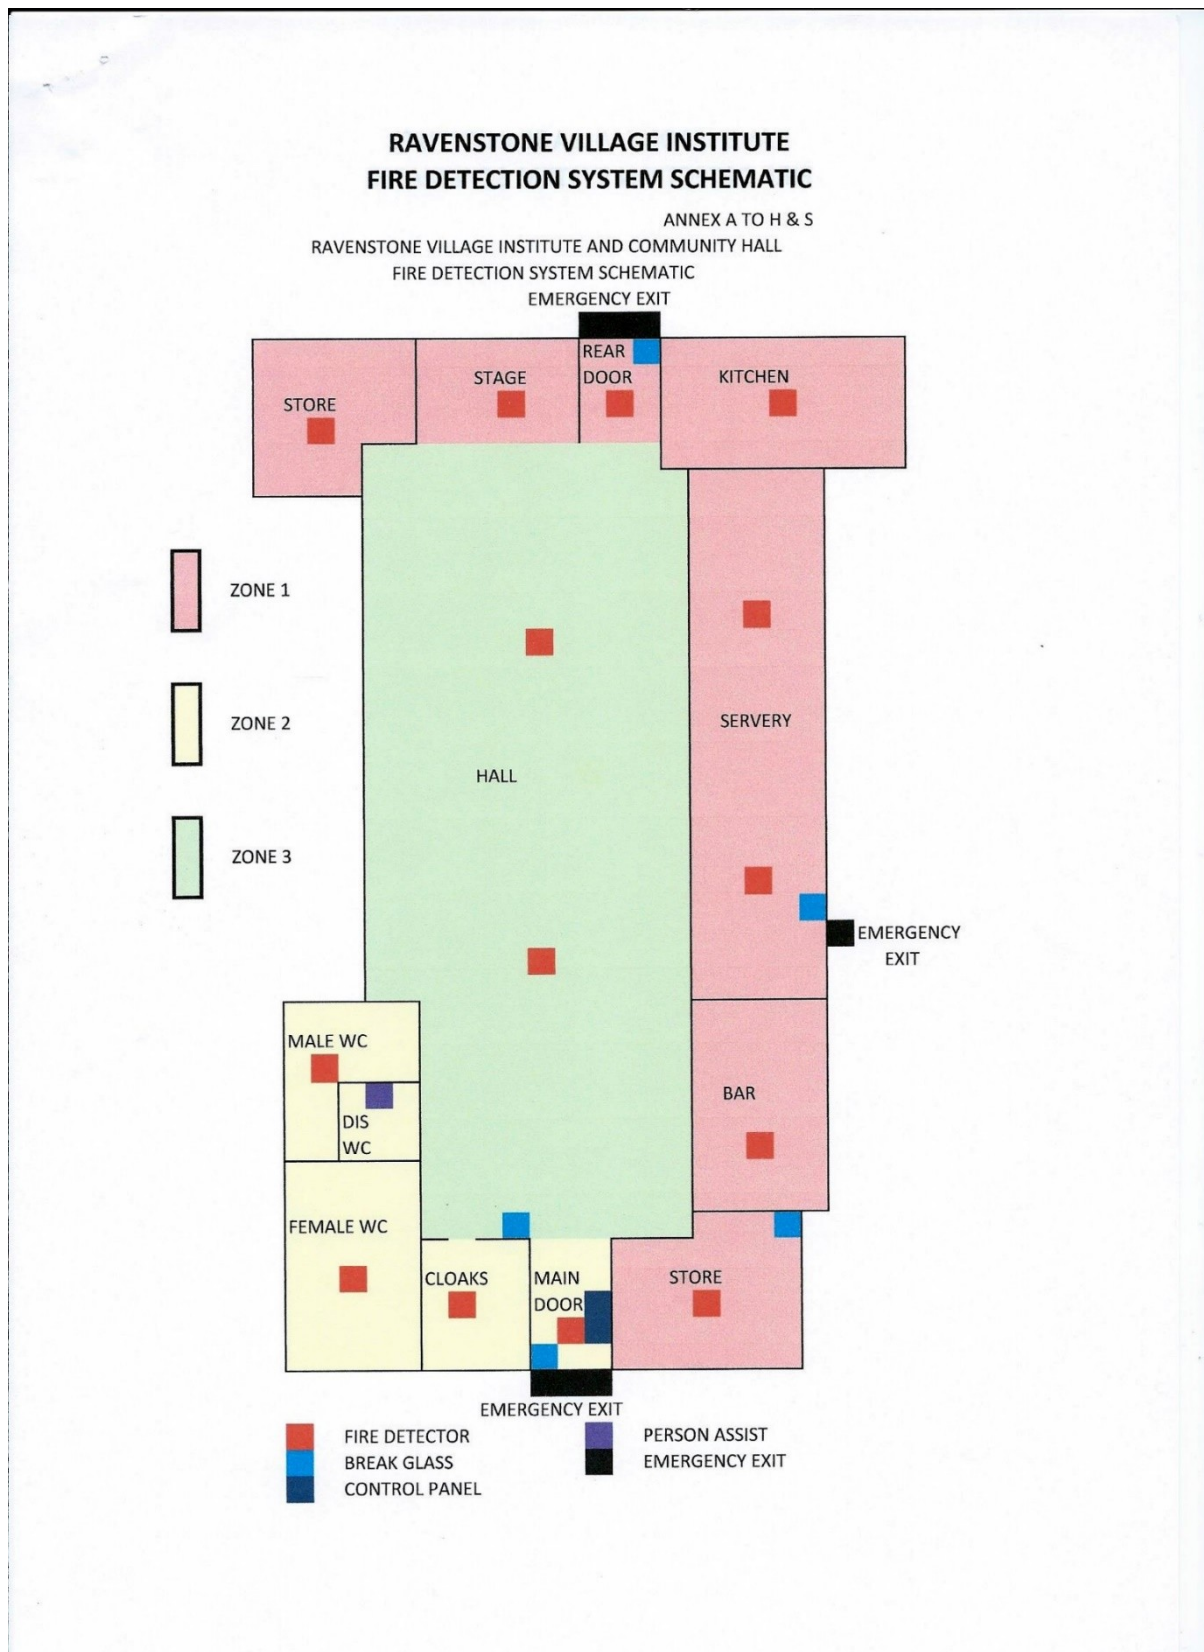 RAVENSTONE VILLAGE INSTITUTE
FIRE DETECTION SYSTEM SCHEMATIC
ANNEX A TO H & S
RAVENSTONE VILLAGE INSTITUTE AND COMMUNITY HALL
FIRE DETECTION SYSTEM SCHEMATIC
EMERGENCY EXIT
REAR
DOOR
STAGE
KITCHEN
STORE
ZONE 1
ZONE 2
ZONE 3
SERVERY
HALL
EMERGENCY
EXIT
MALE WC
DIS
WC
BAR
FEMALE WC
CLOAKS
MAIN
DOOR
STORE
EMERGENCY EXIT
FIRE DETECTOR
BREAK GLASS
CONTROL PANEL
PERSON ASSIST
EMERGENCY EXIT